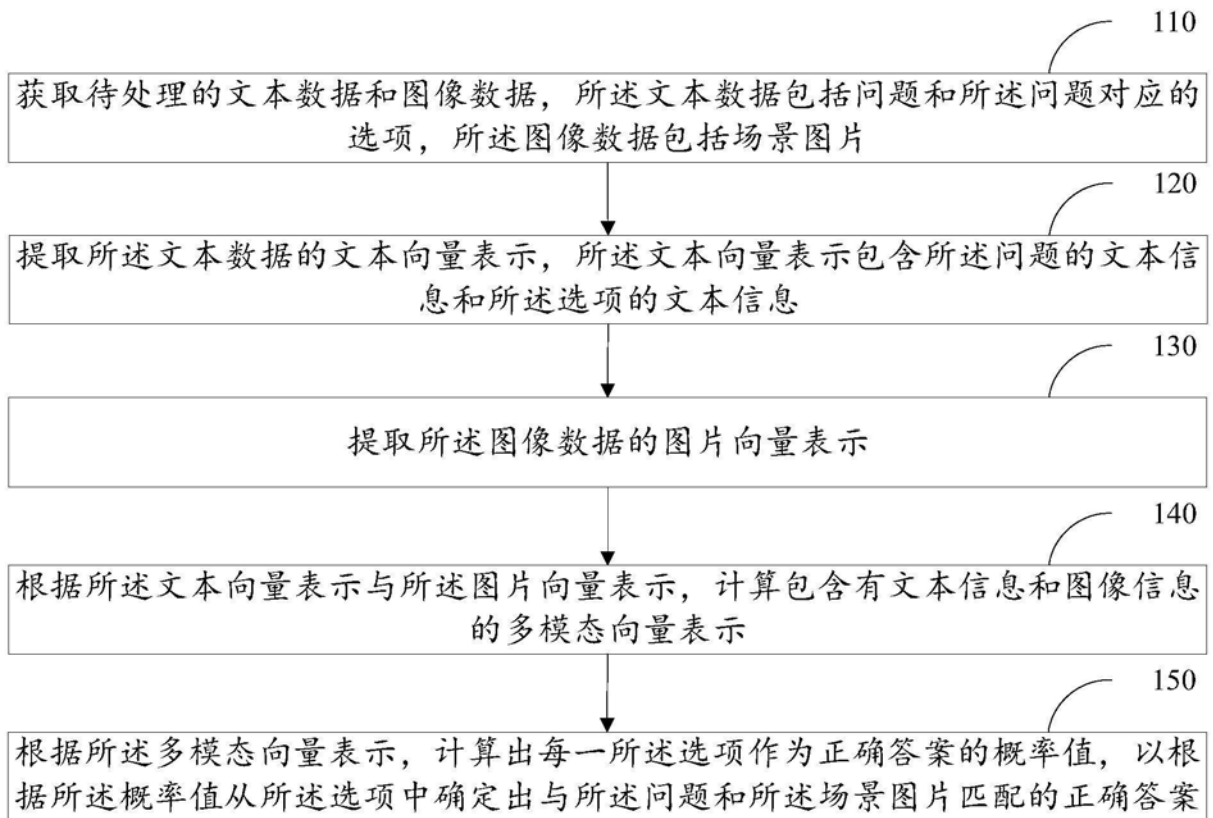 110
获取待处理的文本数据和图像数据，所述文本数据包括问题和所述问题对应的
选项，所述图像数据包括场景图片
120
提取所述文本数据的文本向量表示，所述文本向量表示包含所述问题的文本信
息和所述选项的文本信息
130
提取所述图像数据的图片向量表示
140
根据所述文本向量表示与所述图片向量表示，计算包含有文本信息和图像信息
的多模态向量表示
150
根据所述多模态向量表示，计算出每一所述选项作为正确答案的概率值，以根
据所述概率值从所述选项中确定出与所述问题和所述场景图片匹配的正确答案